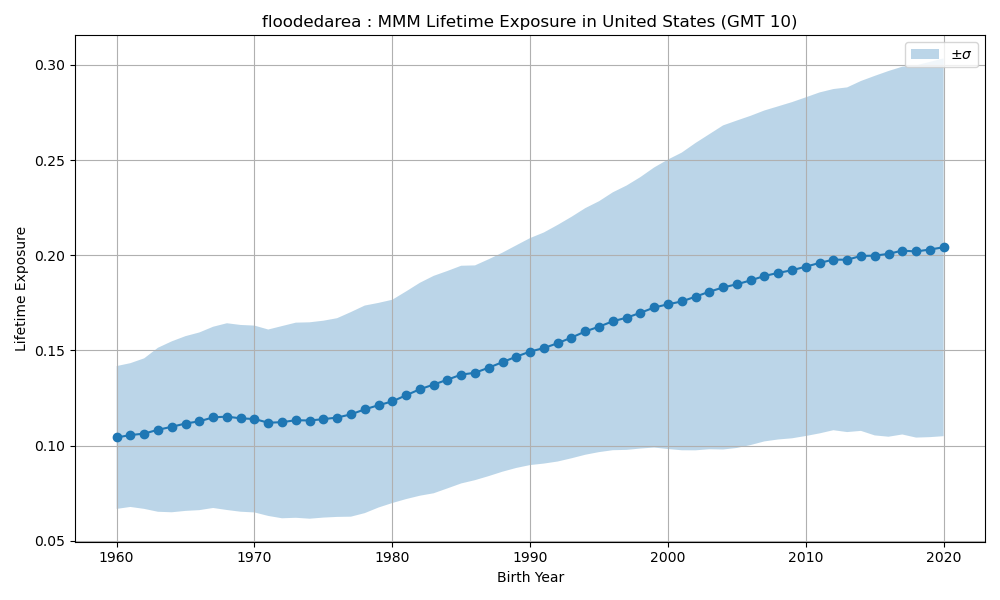 floodedarea : MMM Lifetime Exposure in United States (GMT 10)
±σ
Lifetime Exposure
0.30
0.25
0.20
0.15
0.10
0.05
1960 1970 1980 1990 2000 2010 2020
Birth Year